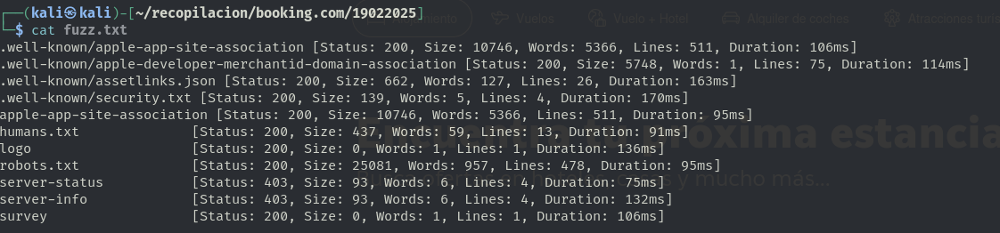 Vuelos Vuelo + Hotel Alquiler de coches Atracciones turís
┌──(kali㉿kali)-[~/recopilacion/booking.com/19022025]
└─$ cat fuzz.txt
.well-known/apple-app-site-association [Status: 200, Size: 10746, Words: 5366, Lines: 511, Duration: 106ms]
.well-known/apple-developer-merchantid-domain-association [Status: 200, Size: 5748, Words: 1, Lines: 75, Duration: 114ms]
.well-known/assetlinks.json [Status: 200, Size: 662, Words: 127, Lines: 26, Duration: 163ms]
.well-known/security.txt [Status: 200, Size: 139, Words: 5, Lines: 4, Duration: 170ms]
apple-app-site-association [Status: 200, Size: 10746, Words: 5366, Lines: 511, Duration: 95ms]
Encuentra tu próxima estancia
humans.txt [Status: 200, Size: 437, Words: 59, Lines: 13, Duration: 91ms]
logo [Status: 200, Size: 0, Words: 1, Lines: 1, Duration: 136ms]
robots.txt [Status: 200, Size: 25081, Words: 957, Lines: 478, Duration: 95ms]
y mucho más...
server-status [Status: 403, Size: 93, Words: 6, Lines: 4, Duration: 75ms]
server-info [Status: 403, Size: 93, Words: 6, Lines: 4, Duration: 132ms]
survey [Status: 200, Size: 0, Words: 1, Lines: 1, Duration: 106ms]